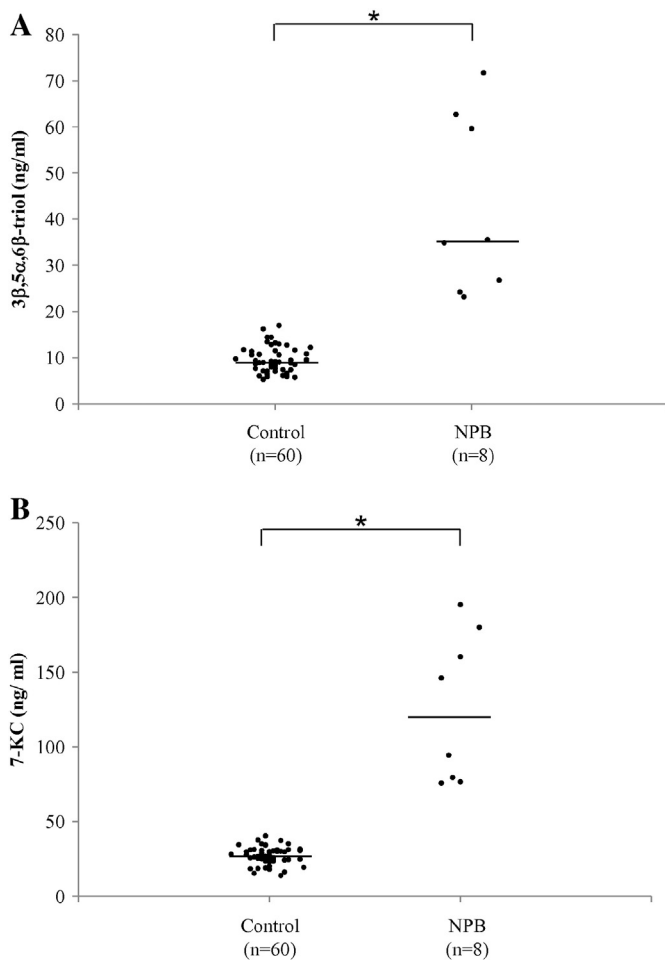 A
*
80
70
60
50
40
30
20
10
0
3β,5α,6β-triol (ng/ml)
Control
(n=60)
NPB
(n=8)
B
*
250
200
150
100
50
0
7-KC (ng/ ml)
Control
(n=60)
NPB
(n=8)